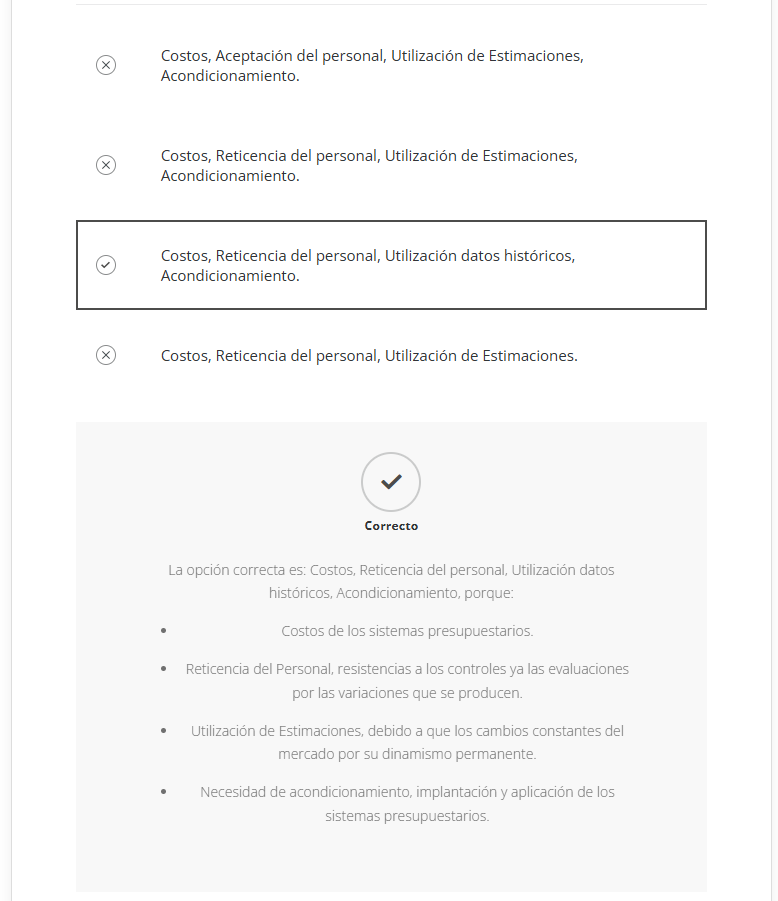 Costos, Aceptación del personal, Utilización de Estimaciones,
Acondicionamiento.
Costos, Reticencia del personal, Utilización de Estimaciones,
Acondicionamiento.
Costos, Reticencia del personal, Utilización datos históricos,
Acondicionamiento.
Costos, Reticencia del personal, Utilización de Estimaciones.
Correcto
La opción correcta es: Costos, Reticencia del personal, Utilización datos
históricos, Acondicionamiento, porque:
• Costos de los sistemas presupuestarios.
• Reticencia del Personal, resistencias a los controles ya las evaluaciones
por las variaciones que se producen.
• Utilización de Estimaciones, debido a que los cambios constantes del
mercado por su dinamismo permanente.
• Necesidad de acondicionamiento, implantación y aplicación de los
sistemas presupuestarios.